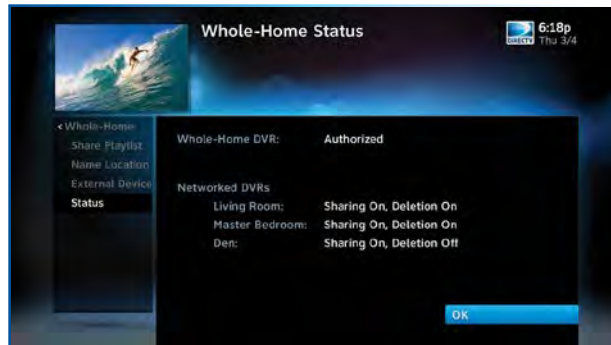 Whole-Home Status
DIRECTV
6:18p
Thu 3/4
<Whole-Home
Share Playlist
Name Location
External Device
Status
Whole-Home DVR: Authorized
Networked DVRs
Living Room: Sharing On, Deletion On
Master Bedroom: Sharing On, Deletion On
Den: Sharing On, Deletion Off
OK